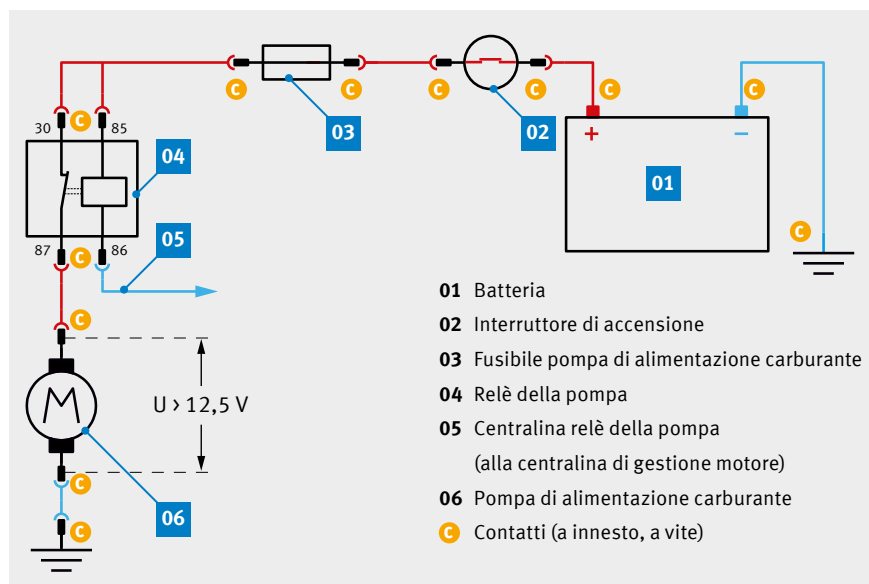 C
C
C
C
C
C
03
02
+
−
30
C
85
04
01
87
C
86
05
C
C
U > 12,5 V
C
06
C
01 Batteria
02 Interruttore di accensione
03 Fusibile pompa di alimentazione carburante
04 Relè della pompa
05 Centralina relè della pompa
(alla centralina di gestione motore)
06 Pompa di alimentazione carburante
C Contatti (a innesto, a vite)
M